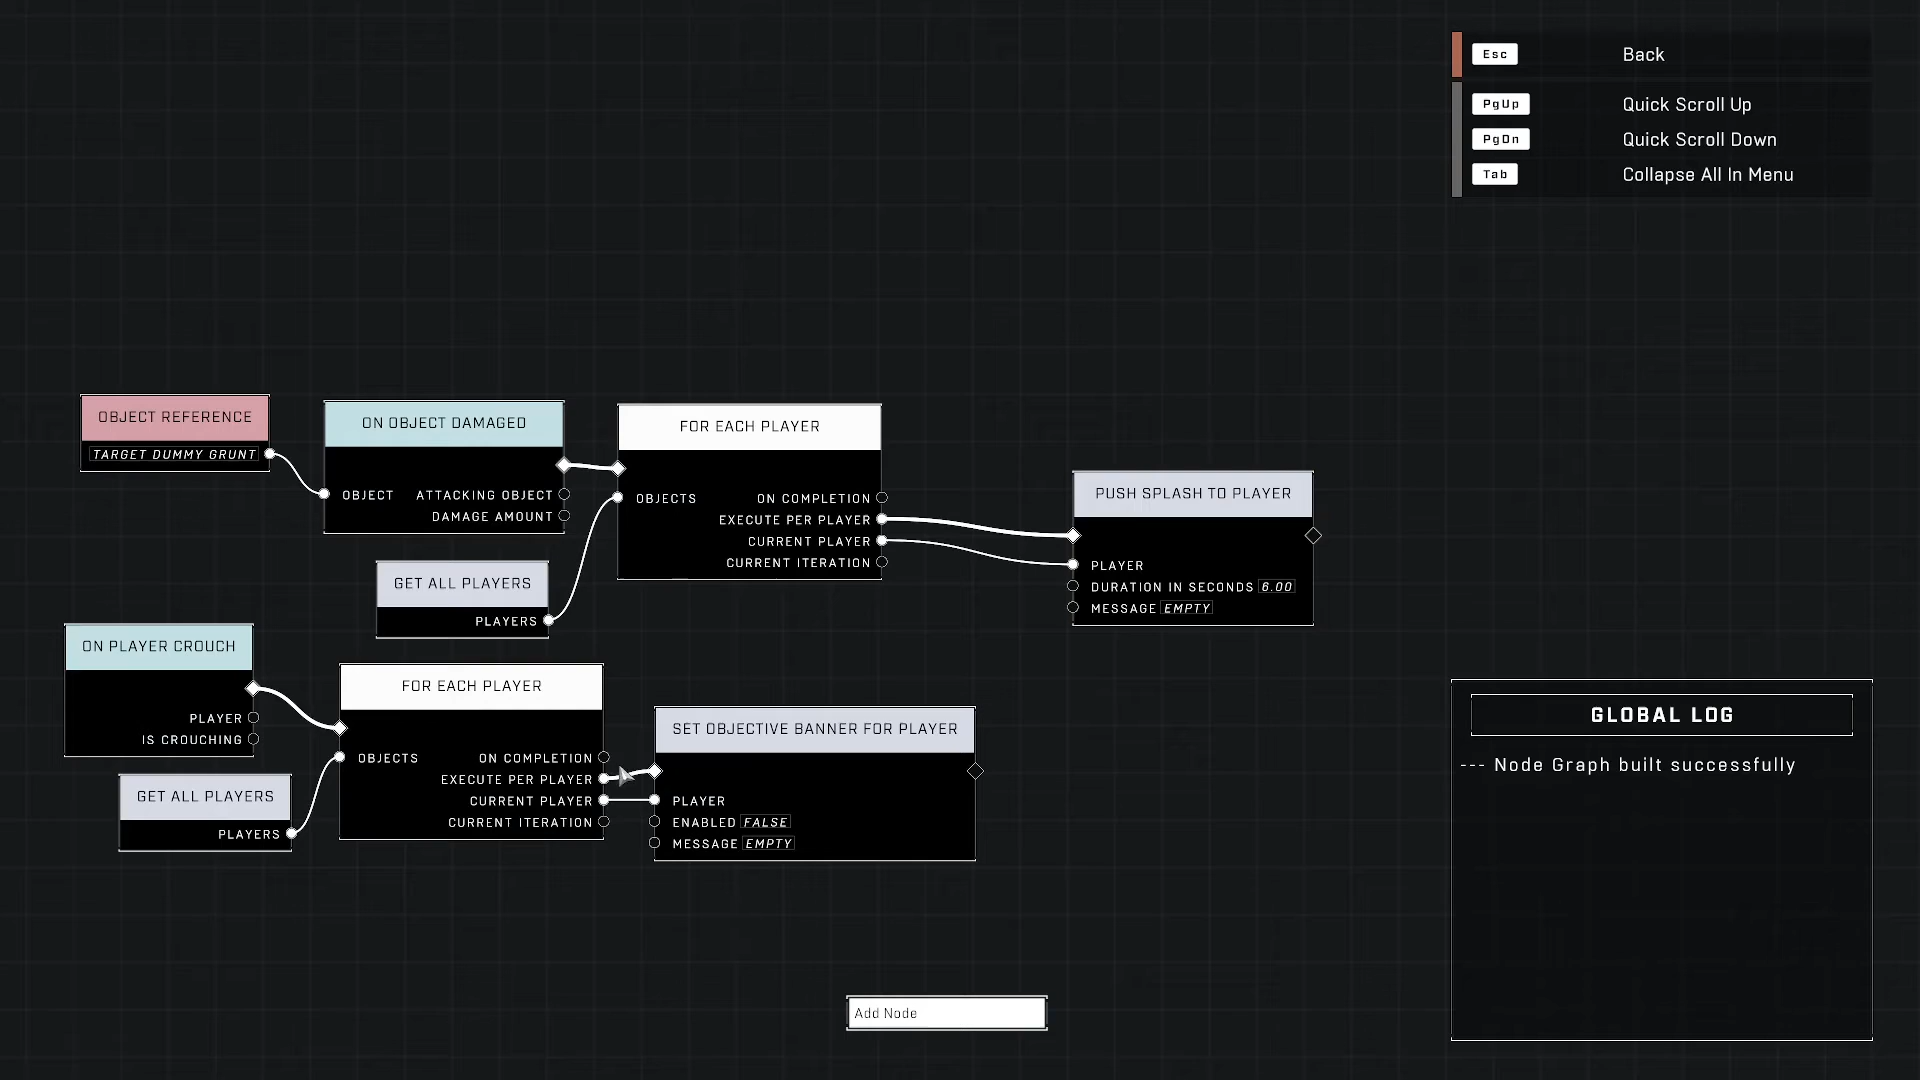 Esc Back
PgUp Quick Scroll Up
PgDn Quick Scroll Down
Tab Collapse All In Menu
OBJECT REFERENCE
TARGET DUMMY GRUNT
ON OBJECT DAMAGED
OBJECT ATTACKING OBJECT
DAMAGE AMOUNT
FOR EACH PLAYER
OBJECTS ON COMPLETION
EXECUTE PER PLAYER
CURRENT PLAYER
CURRENT ITERATION
PUSH SPLASH TO PLAYER
PLAYER
DURATION IN SECONDS 6.00
MESSAGE EMPTY
GET ALL PLAYERS
PLAYERS
ON PLAYER CROUCH
PLAYER
IS CROUCHING
FOR EACH PLAYER
OBJECTS ON COMPLETION
EXECUTE PER PLAYER
CURRENT PLAYER
CURRENT ITERATION
SET OBJECTIVE BANNER FOR PLAYER
PLAYER
ENABLED FALSE
MESSAGE EMPTY
GET ALL PLAYERS
PLAYERS
GLOBAL LOG
--- Node Graph built successfully
Add Node